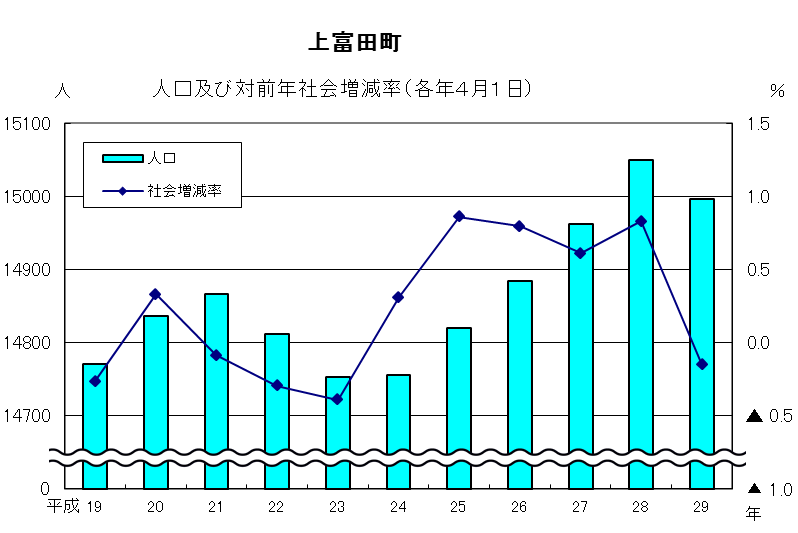 上富田町
人 人口及び対前年社会増減率(各年4月1日) %
15100 1.5
人口
社会増減率
15000 1.0
14900 0.5
14800 0.0
14700 ▲ 0.5
0 ▲ 1.0
平成 19 20 21 22 23 24 25 26 27 28 29 年